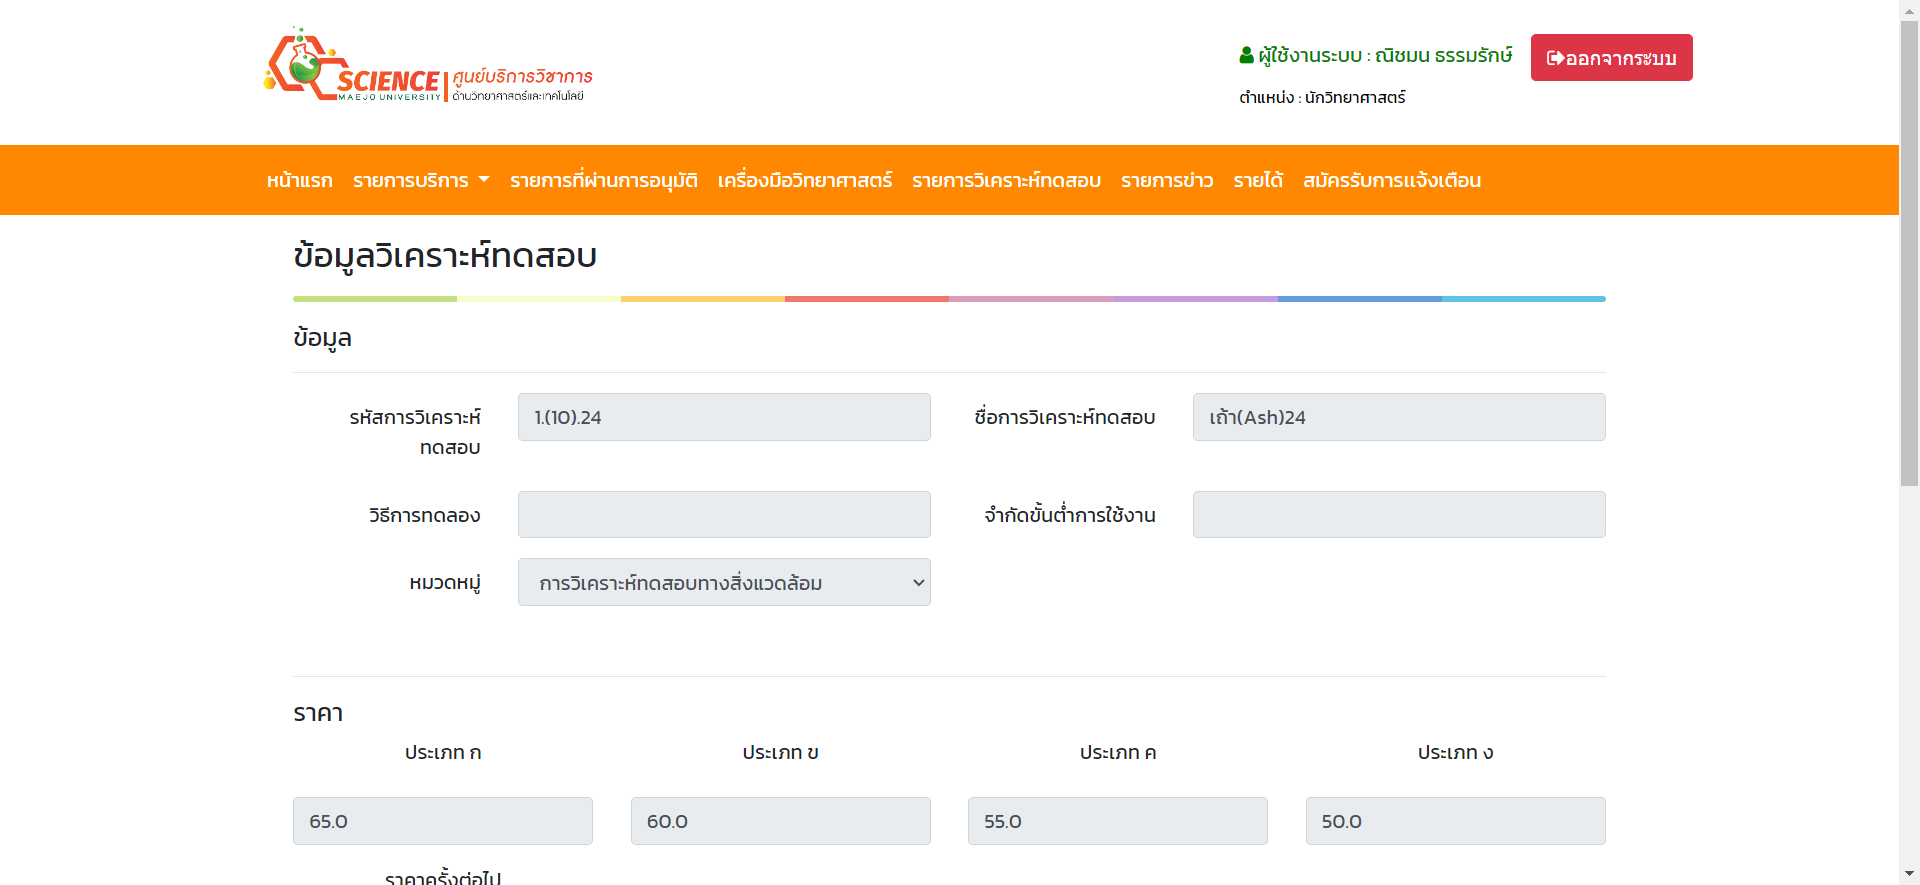 SCIENCE
MAEJO UNIVERSITY
ศูนย์บริการวิชาการ
ด้านวิทยาศาสตร์และเทคโนโลยี
ผู้ใช้งานระบบ : ณิชมน ธรรมรักษ์
ออกจากระบบ
ตำแหน่ง : นักวิทยาศาสตร์
หน้าแรก รายการบริการ รายการที่ผ่านการอนุมัติ เครื่องมือวิทยาศาสตร์ รายการวิเคราะห์ทดสอบ รายการข่าว รายได้ สมัครรับการแจ้งเตือน
ข้อมูลวิเคราะห์ทดสอบ
ข้อมูล
รหัสการวิเคราะห์
ทดสอบ
1.(10).24
ชื่อการวิเคราะห์ทดสอบ
เถ้า(Ash)24
วิธีการทดลอง
จำกัดขั้นต่ำการใช้งาน
หมวดหมู่
การวิเคราะห์ทดสอบทางสิ่งแวดล้อม
ราคา
ประเภท ก ประเภท ข ประเภท ค ประเภท ง
65.0 60.0 55.0 50.0
ราคาครั้งต่อไป